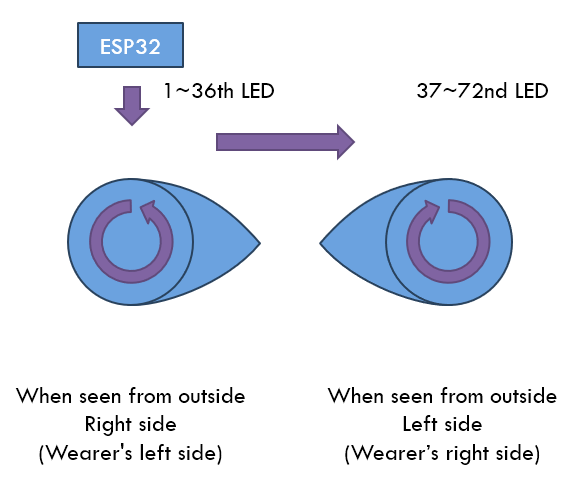 ESP32
1~36th LED
37~72nd LED
When seen from outside
Right side
(Wearer's left side)
When seen from outside
Left side
(Wearer’s right side)